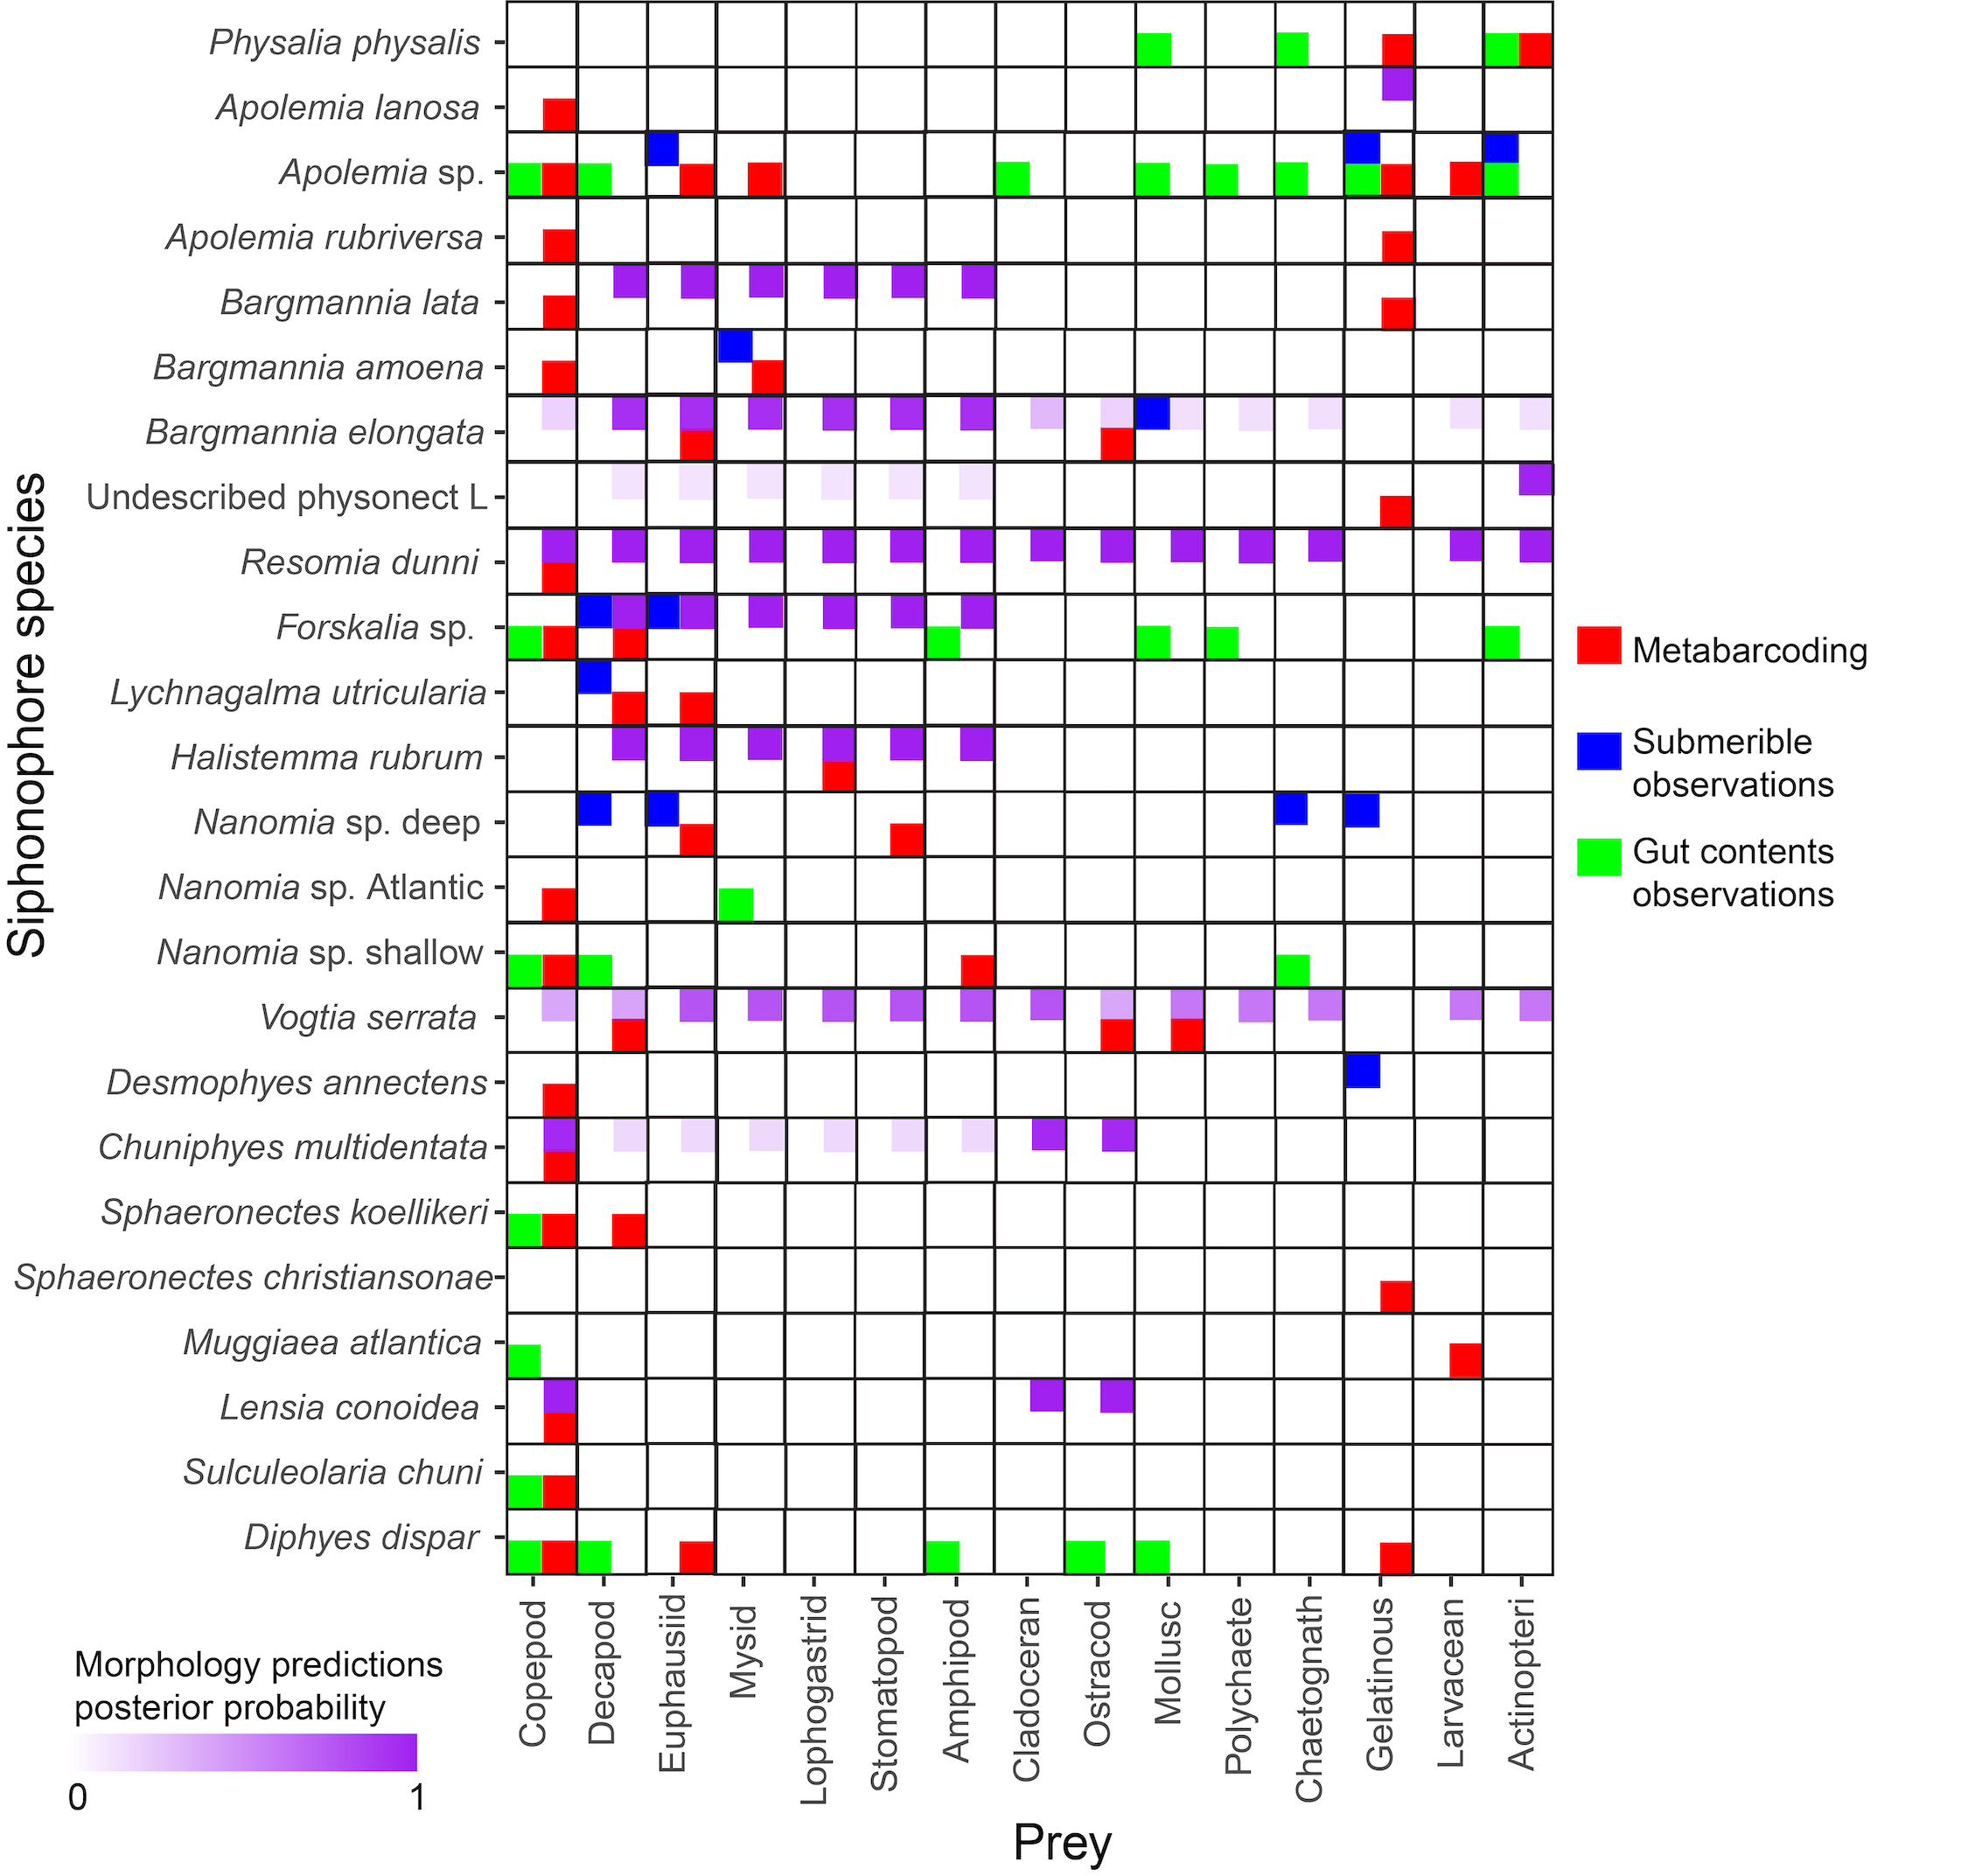 Siphonophore species
Physalia physalis
Apolemia lanosa
Apolemia sp.
Apolemia rubriversa
Bargmannia lata
Bargmannia amoena
Bargmannia elongata
Undescribed physonect L
Resomia dunni
Forskalia sp.
Lychnagalma utricularia
Halistemma rubrum
Nanomia sp. deep
Nanomia sp. Atlantic
Nanomia sp. shallow
Vogtia serrata
Desmophyes annectens
Chuniphyes multidentata
Sphaeronectes koellikeri
Sphaeronectes christiansonae
Muggiaea atlantica
Lensia conoidea
Sulculeolaria chuni
Diphyes dispar
Metabarcoding
Submerible
observations
Gut contents
observations
Copepod
Decapod
Euphausiid
Mysid
Lophogastrid
Stomatopod
Amphipod
Cladoceran
Ostracod
Mollusc
Polychaete
Chaetognath
Gelatinous
Larvacean
Actinopteri
Prey
Morphology predictions
posterior probability
0 1